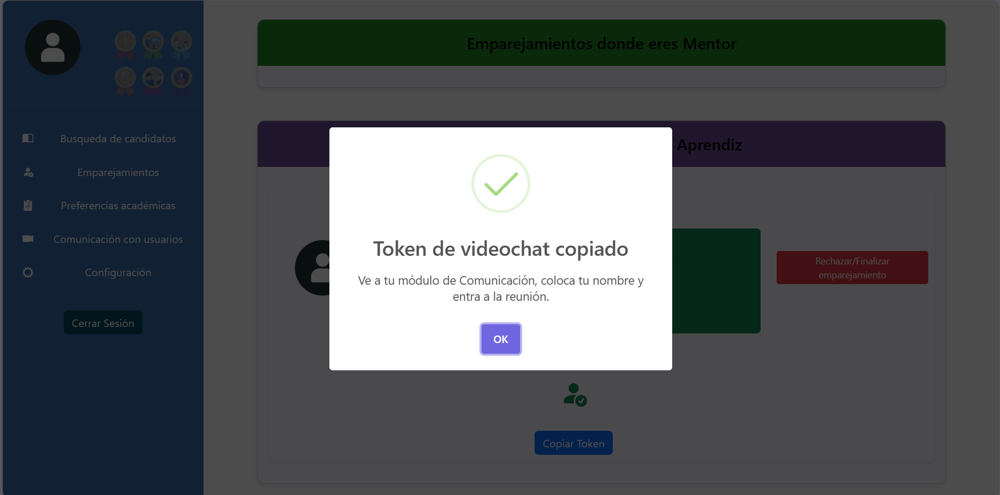 Busqueda de candidatos
Emparejamientos
Preferencias académicas
Comunicación con usuarios
Configuración
Cerrar Sesión
Emparejamientos donde eres Mentor
Aprendiz
Token de videochat copiado
Ve a tu módulo de Comunicación, coloca tu nombre y
entra a la reunión.
OK
Rechazar/Finalizar
emparejamiento
Copiar Token